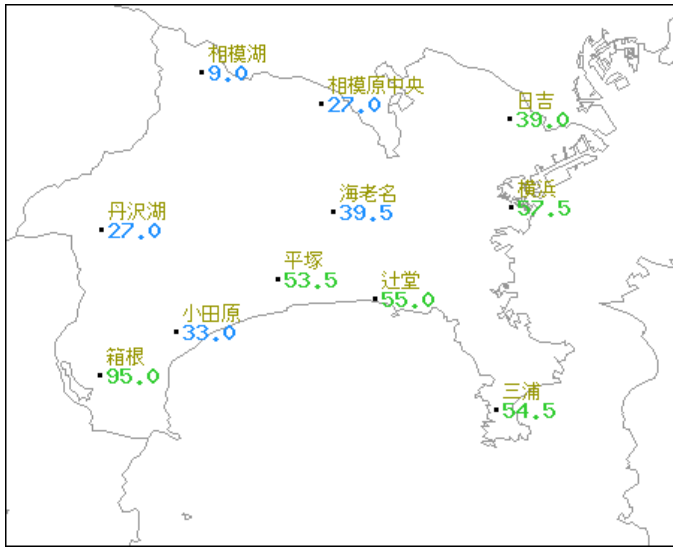 相模湖
9.0
相模原中央
27.0
日吉
39.0
海老名
39.5
横浜
57.5
丹沢湖
27.0
平塚
53.5
辻堂
55.0
小田原
33.0
箱根
95.0
三浦
54.5